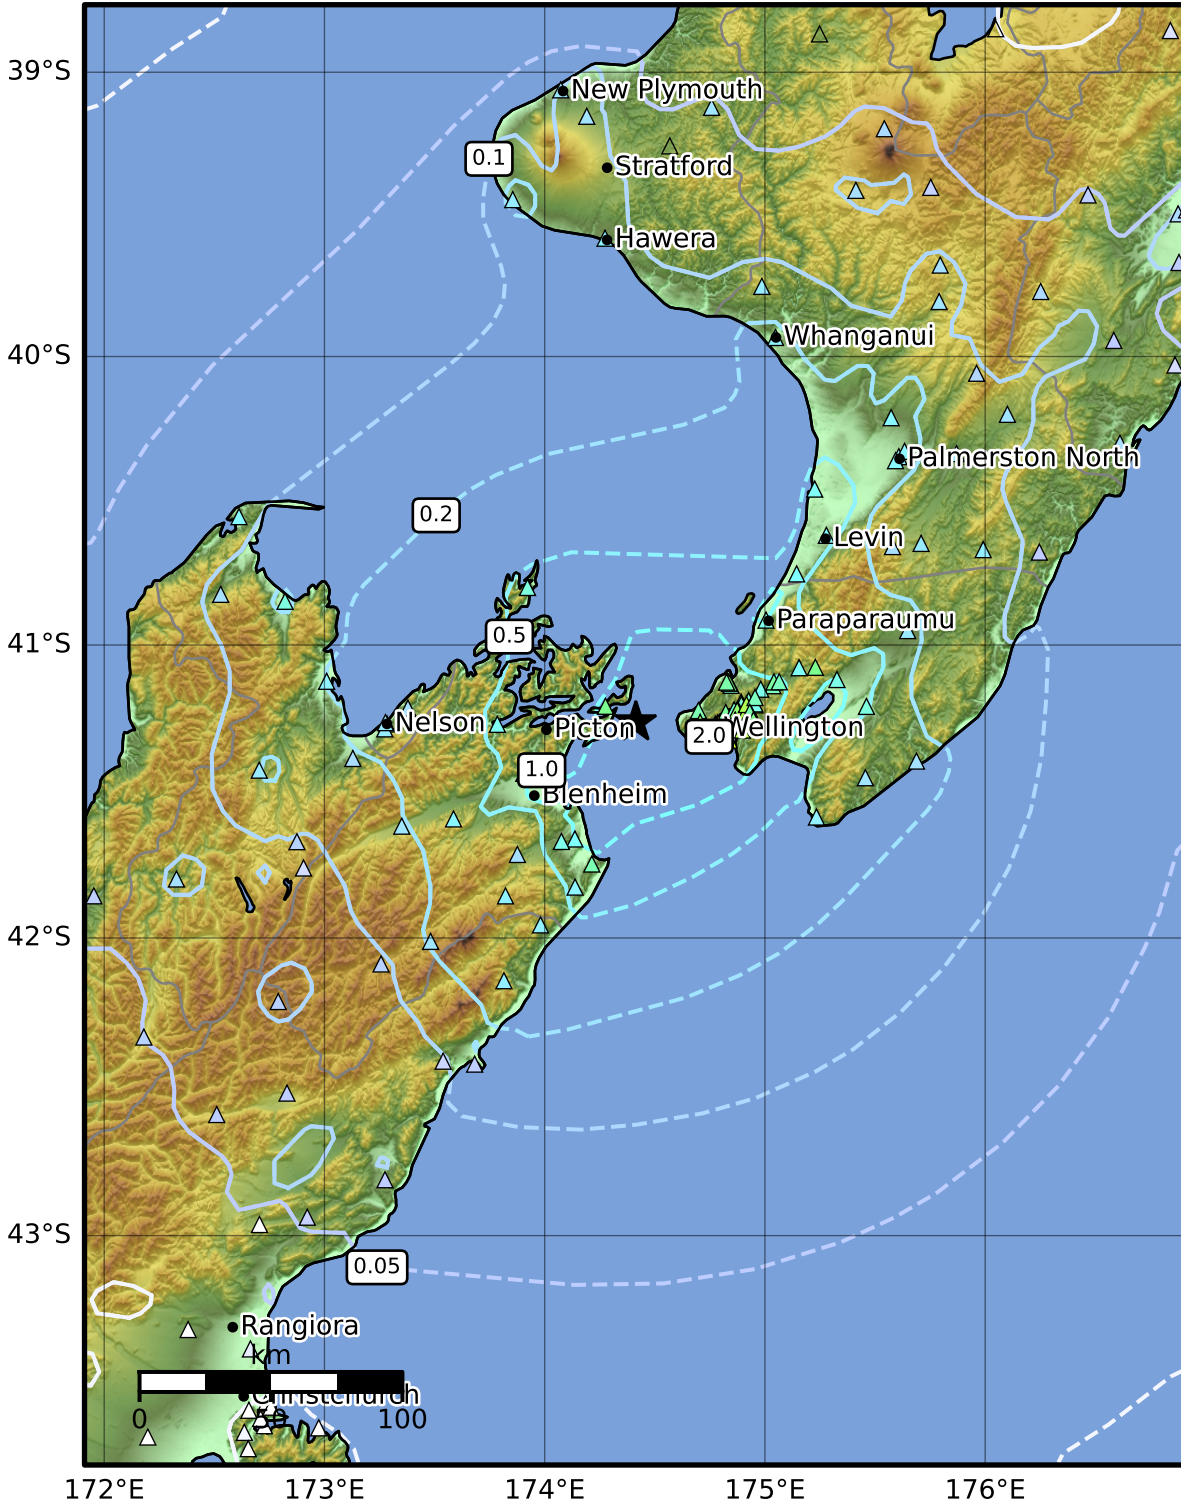 39°S
New Plymouth
0.1
Stratford
Hawera
Whanganui
40°S
Palmerston North
0.2
Levin
Paraparaumu
0.5
41°S
Nelson
Picton
Wellington
2.0
1.0
Blenheim
42°S
43°S
0.05
Rangiora
km
Christchurch
0
50
100
172°E
173°E
174°E
175°E
176°E